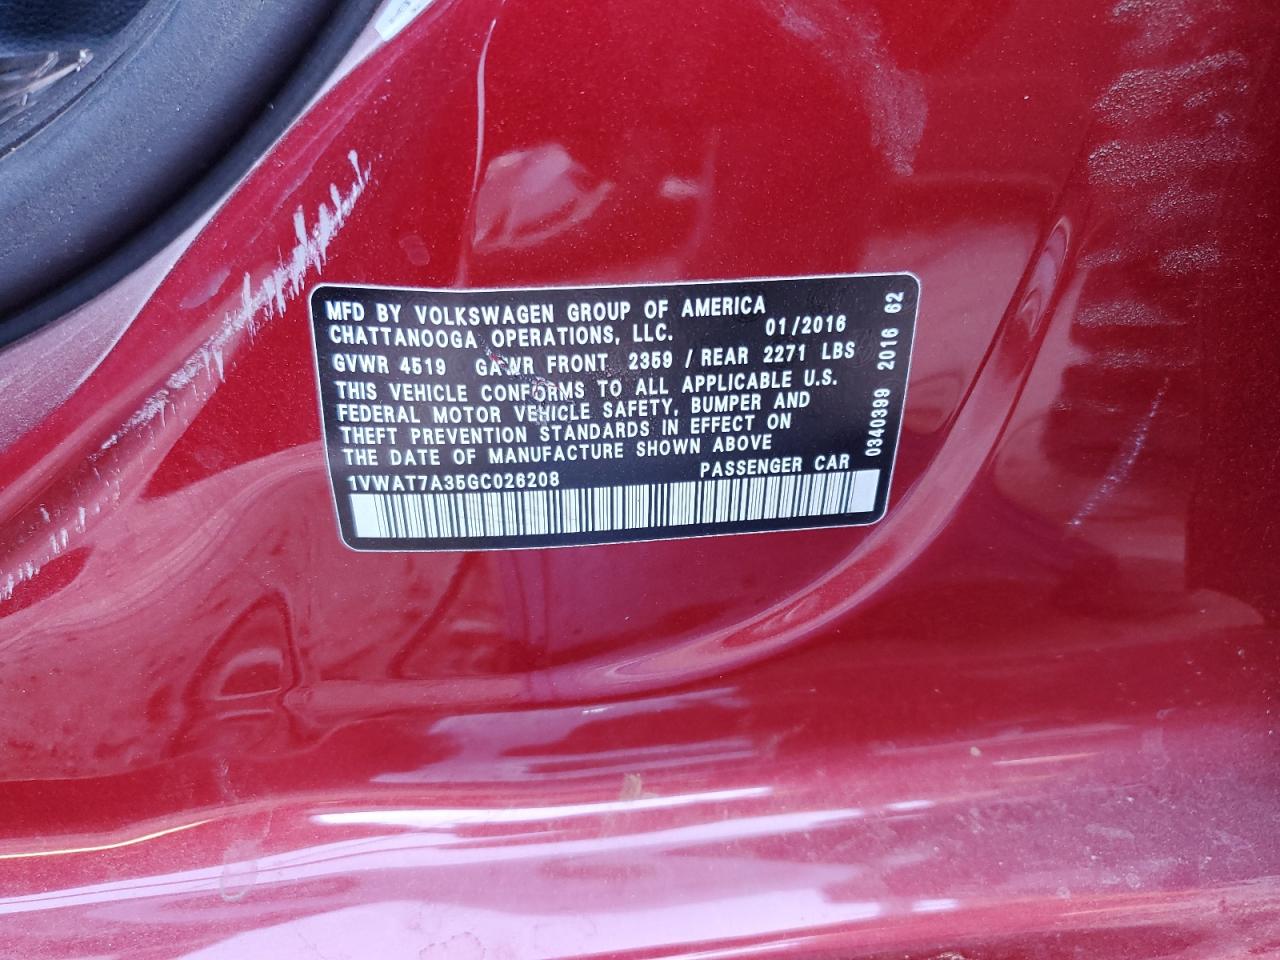 MFD BY VOLKSWAGEN GROUP OF AMERICA
CHATTANOOGA OPERATIONS, LLC. 01/2016
GVWR 4519 GAWR FRONT 2359 / REAR 2271 LBS
THIS VEHICLE CONFORMS TO ALL APPLICABLE U.S.
FEDERAL MOTOR VEHICLE SAFETY, BUMPER AND
THEFT PREVENTION STANDARDS IN EFFECT ON
THE DATE OF MANUFACTURE SHOWN ABOVE
1VWAT7A35GC026208 PASSENGER CAR
0340399 2016 62